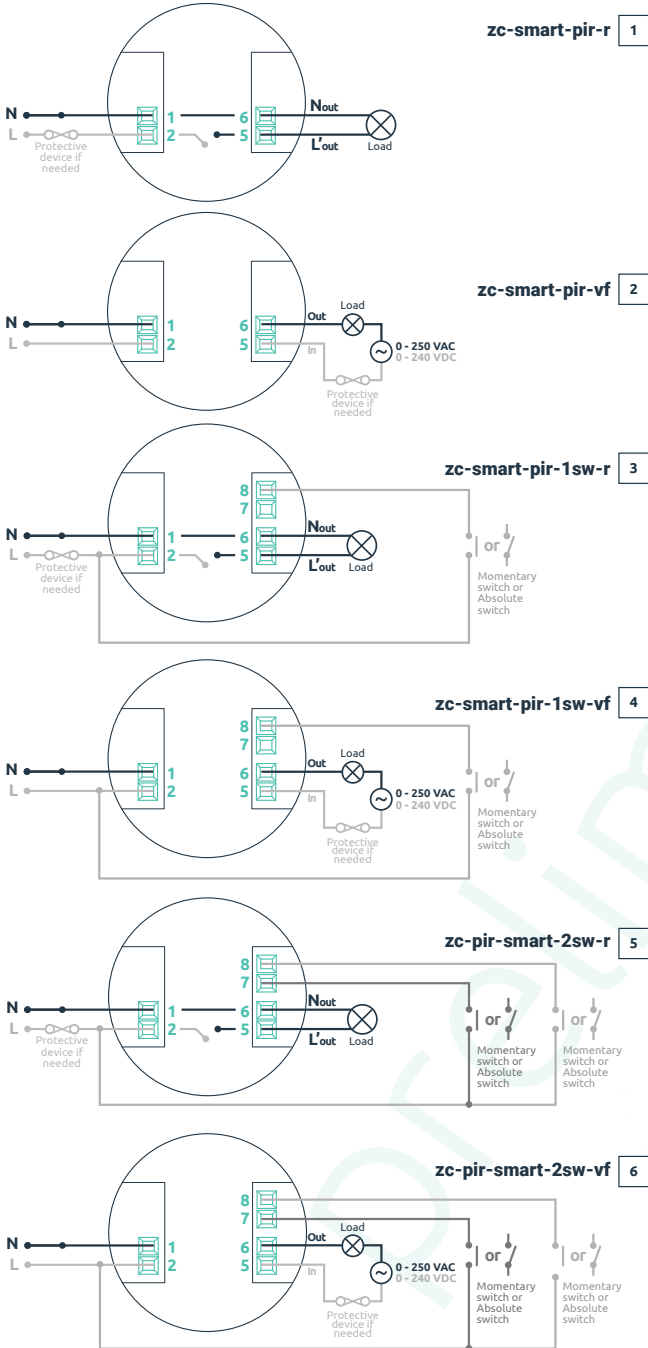 zc-smart-pir-r 1
N 1 6 Nout
L 2 5 L'out
Protective
device if
needed
Load
zc-smart-pir-vf 2
Load
N 1 6 Out
L 2 5 In
~ 0 - 250 VAC
0 - 240 VDC
Protective
device if
needed
zc-smart-pir-1sw-r 3
8
7
N 1 6 Nout
L 2 5 L'out
or
Protective
device if
needed
Load
Momentary
switch or
Absolute
switch
zc-smart-pir-1sw-vf 4
8
7
Load
N 1 6 Out
L 2 5 In
~ 0 - 250 VAC
0 - 240 VDC
or
Momentary
switch or
Absolute
switch
Protective
device if
needed
zc-pir-smart-2sw-r 5
8
7
N 1 6 Nout
L 2 5 L'out
or or
Protective
device if
needed
Load
Momentary
switch or
Absolute
switch
Momentary
switch or
Absolute
switch
zc-pir-smart-2sw-vf 6
8
7
Load
N 1 6 Out
L 2 5 In
~ 0 - 250 VAC
0 - 240 VDC
or or
Momentary
switch or
Absolute
switch
Momentary
switch or
Absolute
switch
Protective
device if
needed
prelim